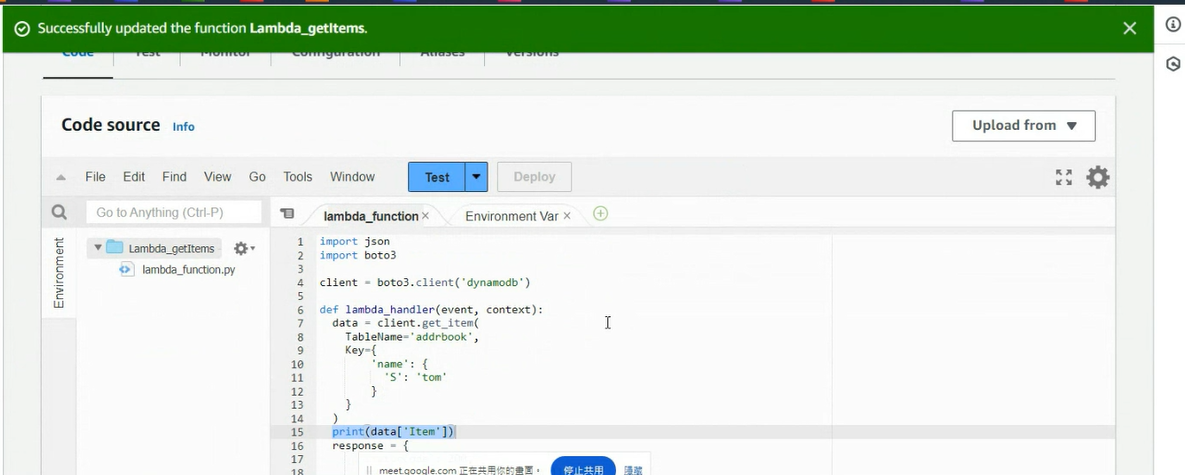 Successfully updated the function Lambda_getItems.
Code Test Monitor Configuration Aliases Versions
Code source Info
Upload from
File Edit Find View Go Tools Window Test Deploy
Go to Anything (Ctrl-P)
lambda_function × Environment Var ×
Environment
Lambda_getItems
lambda_function.py
1 import json
2 import boto3
3
4 client = boto3.client('dynamodb')
5
6 def lambda_handler(event, context):
7 data = client.get_item(
8 TableName='addrbook',
9 Key={
10 'name': {
11 'S': 'tom'
12 }
13 }
14 )
15 print(data['Item'])
16 response = {
17
18
meet.google.com 正在共用你的畫面。 停止共用 隱藏